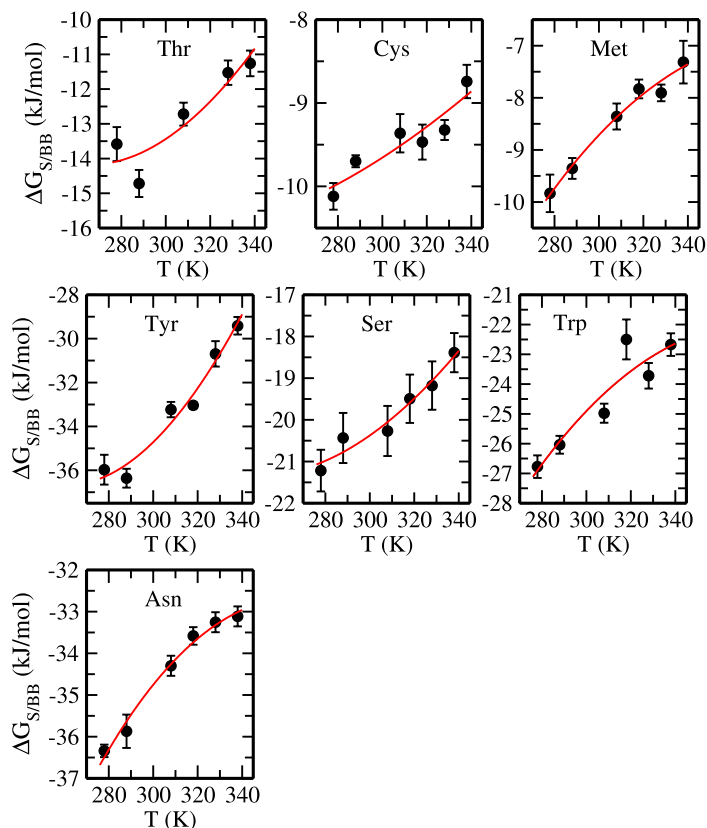 Thr
-10
-11
-12
-13
-14
-15
-16
280 300 320 340
T (K)
ΔG_S/BB (kJ/mol)
Cys
-8
-9
-10
280 300 320 340
T (K)
Met
-7
-8
-9
-10
280 300 320 340
T (K)
Tyr
-28
-30
-33
-34
-36
280 300 320 340
T (K)
ΔG_S/BB (kJ/mol)
Ser
-17
-18
-19
-20
-21
-22
280 300 320 340
T (K)
Trp
-21
-22
-23
-24
-25
-26
-27
-28
280 300 320 340
T (K)
Asn
-32
-33
-34
-35
-36
-37
280 300 320 340
T (K)
ΔG_S/BB (kJ/mol)